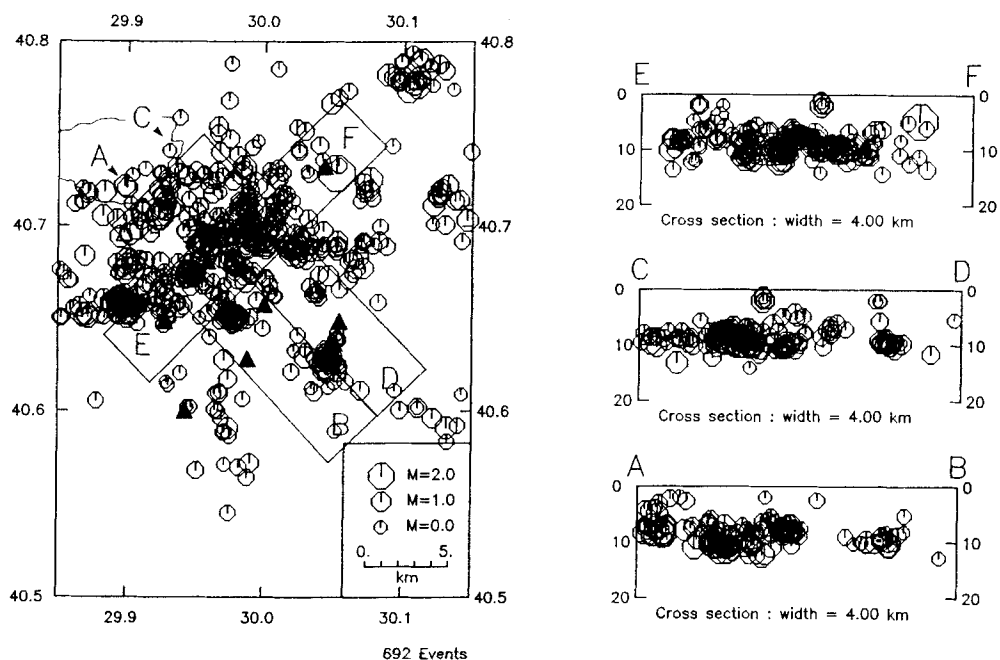 29.9 30.0 30.1
40.8 40.8
C
A
F
40.7 40.7
E
D
40.6 40.6
B
M=2.0
M=1.0
M=0.0
0. 5.
km
40.5 40.5
29.9 30.0 30.1
692 Events
E F
0 0
10 10
20 20
Cross section : width = 4.00 km
C D
0 0
10 10
20 20
Cross section : width = 4.00 km
A B
0 0
10 10
20 20
Cross section : width = 4.00 km